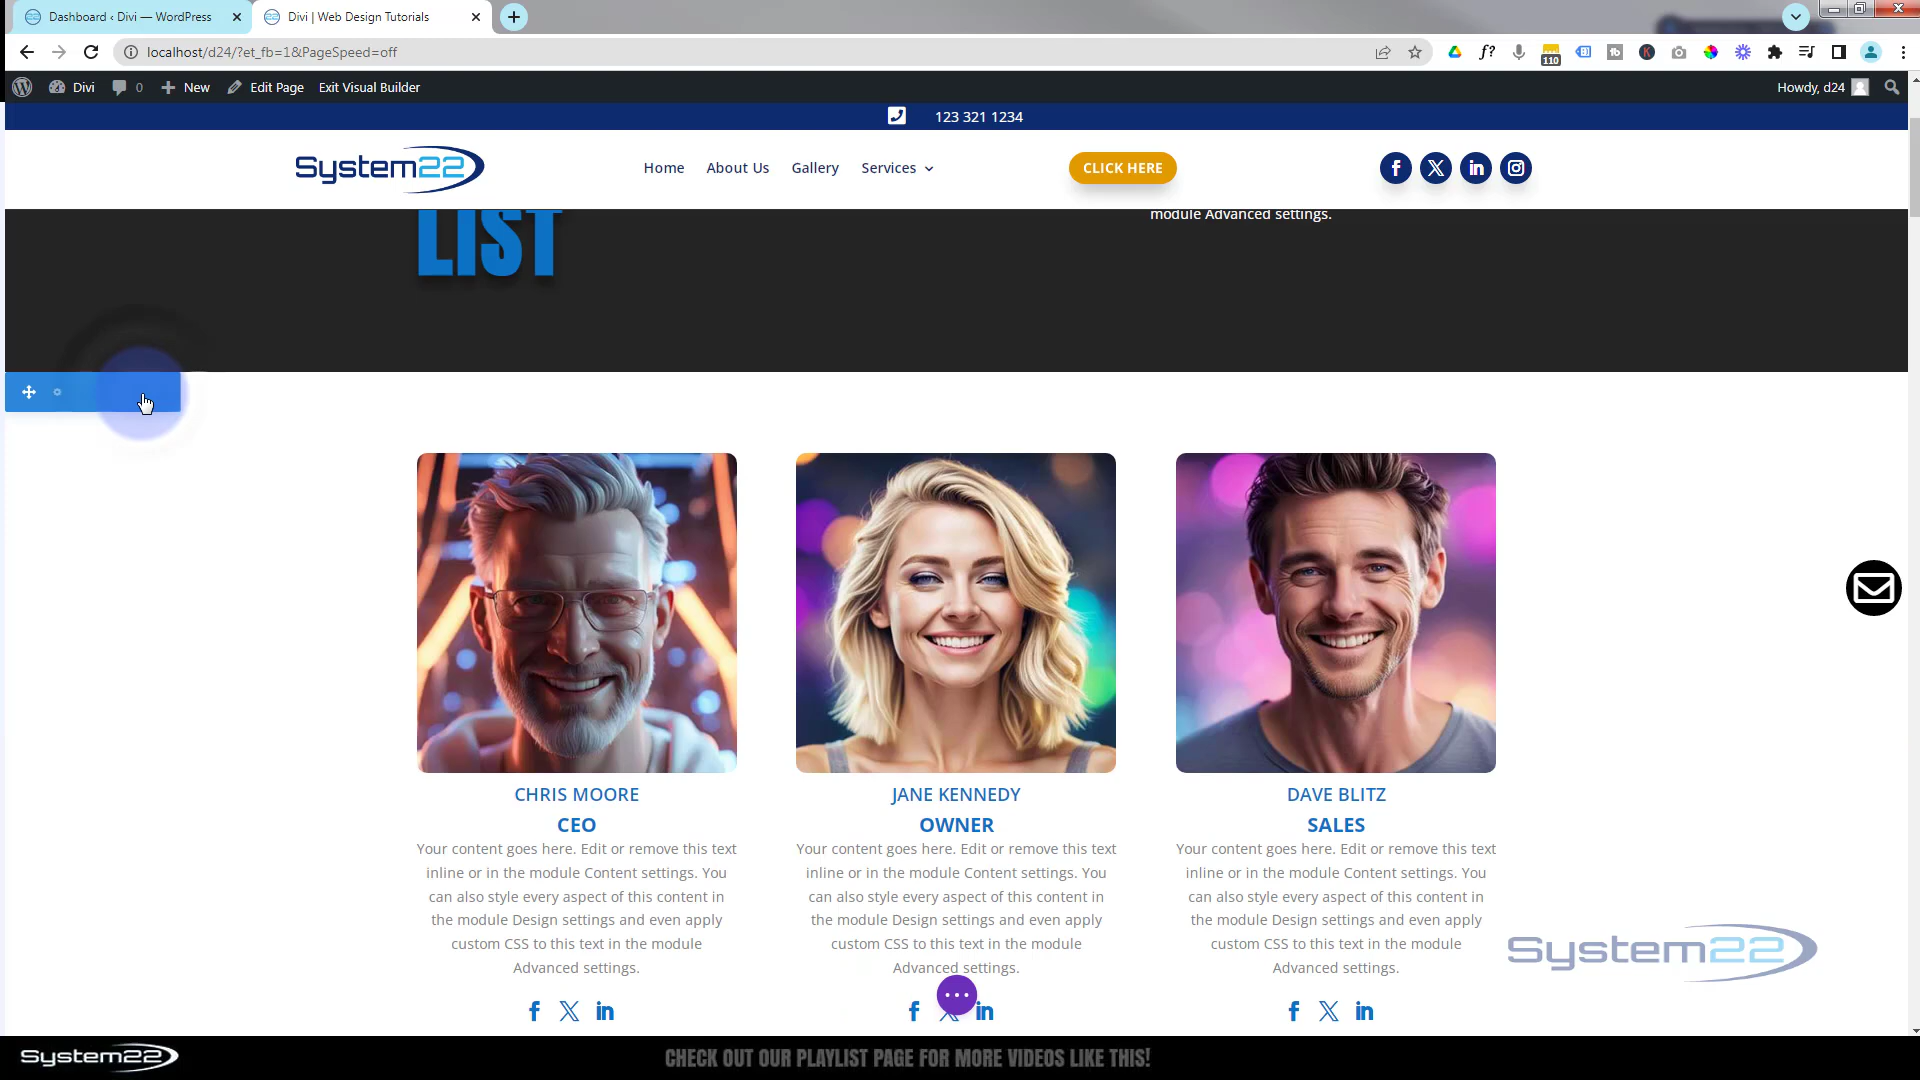 Dashboard ‹ Divi — WordPress
Divi | Web Design Tutorials
localhost/d24/?et_fb=1&PageSpeed=off
f?
110
Divi
0
New
Edit Page
Exit Visual Builder
Howdy, d24
123 321 1234
System22
Home
About Us
Gallery
Services
CLICK HERE
LIST
module Advanced settings.
CHRIS MOORE
CEO
Your content goes here. Edit or remove this text
inline or in the module Content settings. You
can also style every aspect of this content in
the module Design settings and even apply
custom CSS to this text in the module
Advanced settings.
JANE KENNEDY
OWNER
Your content goes here. Edit or remove this text
inline or in the module Content settings. You
can also style every aspect of this content in
the module Design settings and even apply
custom CSS to this text in the module
Advanced settings.
DAVE BLITZ
SALES
Your content goes here. Edit or remove this text
inline or in the module Content settings. You
can also style every aspect of this content in
the module Design settings and even apply
custom CSS to this text in the module
Advanced settings.
System22
System22
CHECK OUT OUR PLAYLIST PAGE FOR MORE VIDEOS LIKE THIS!